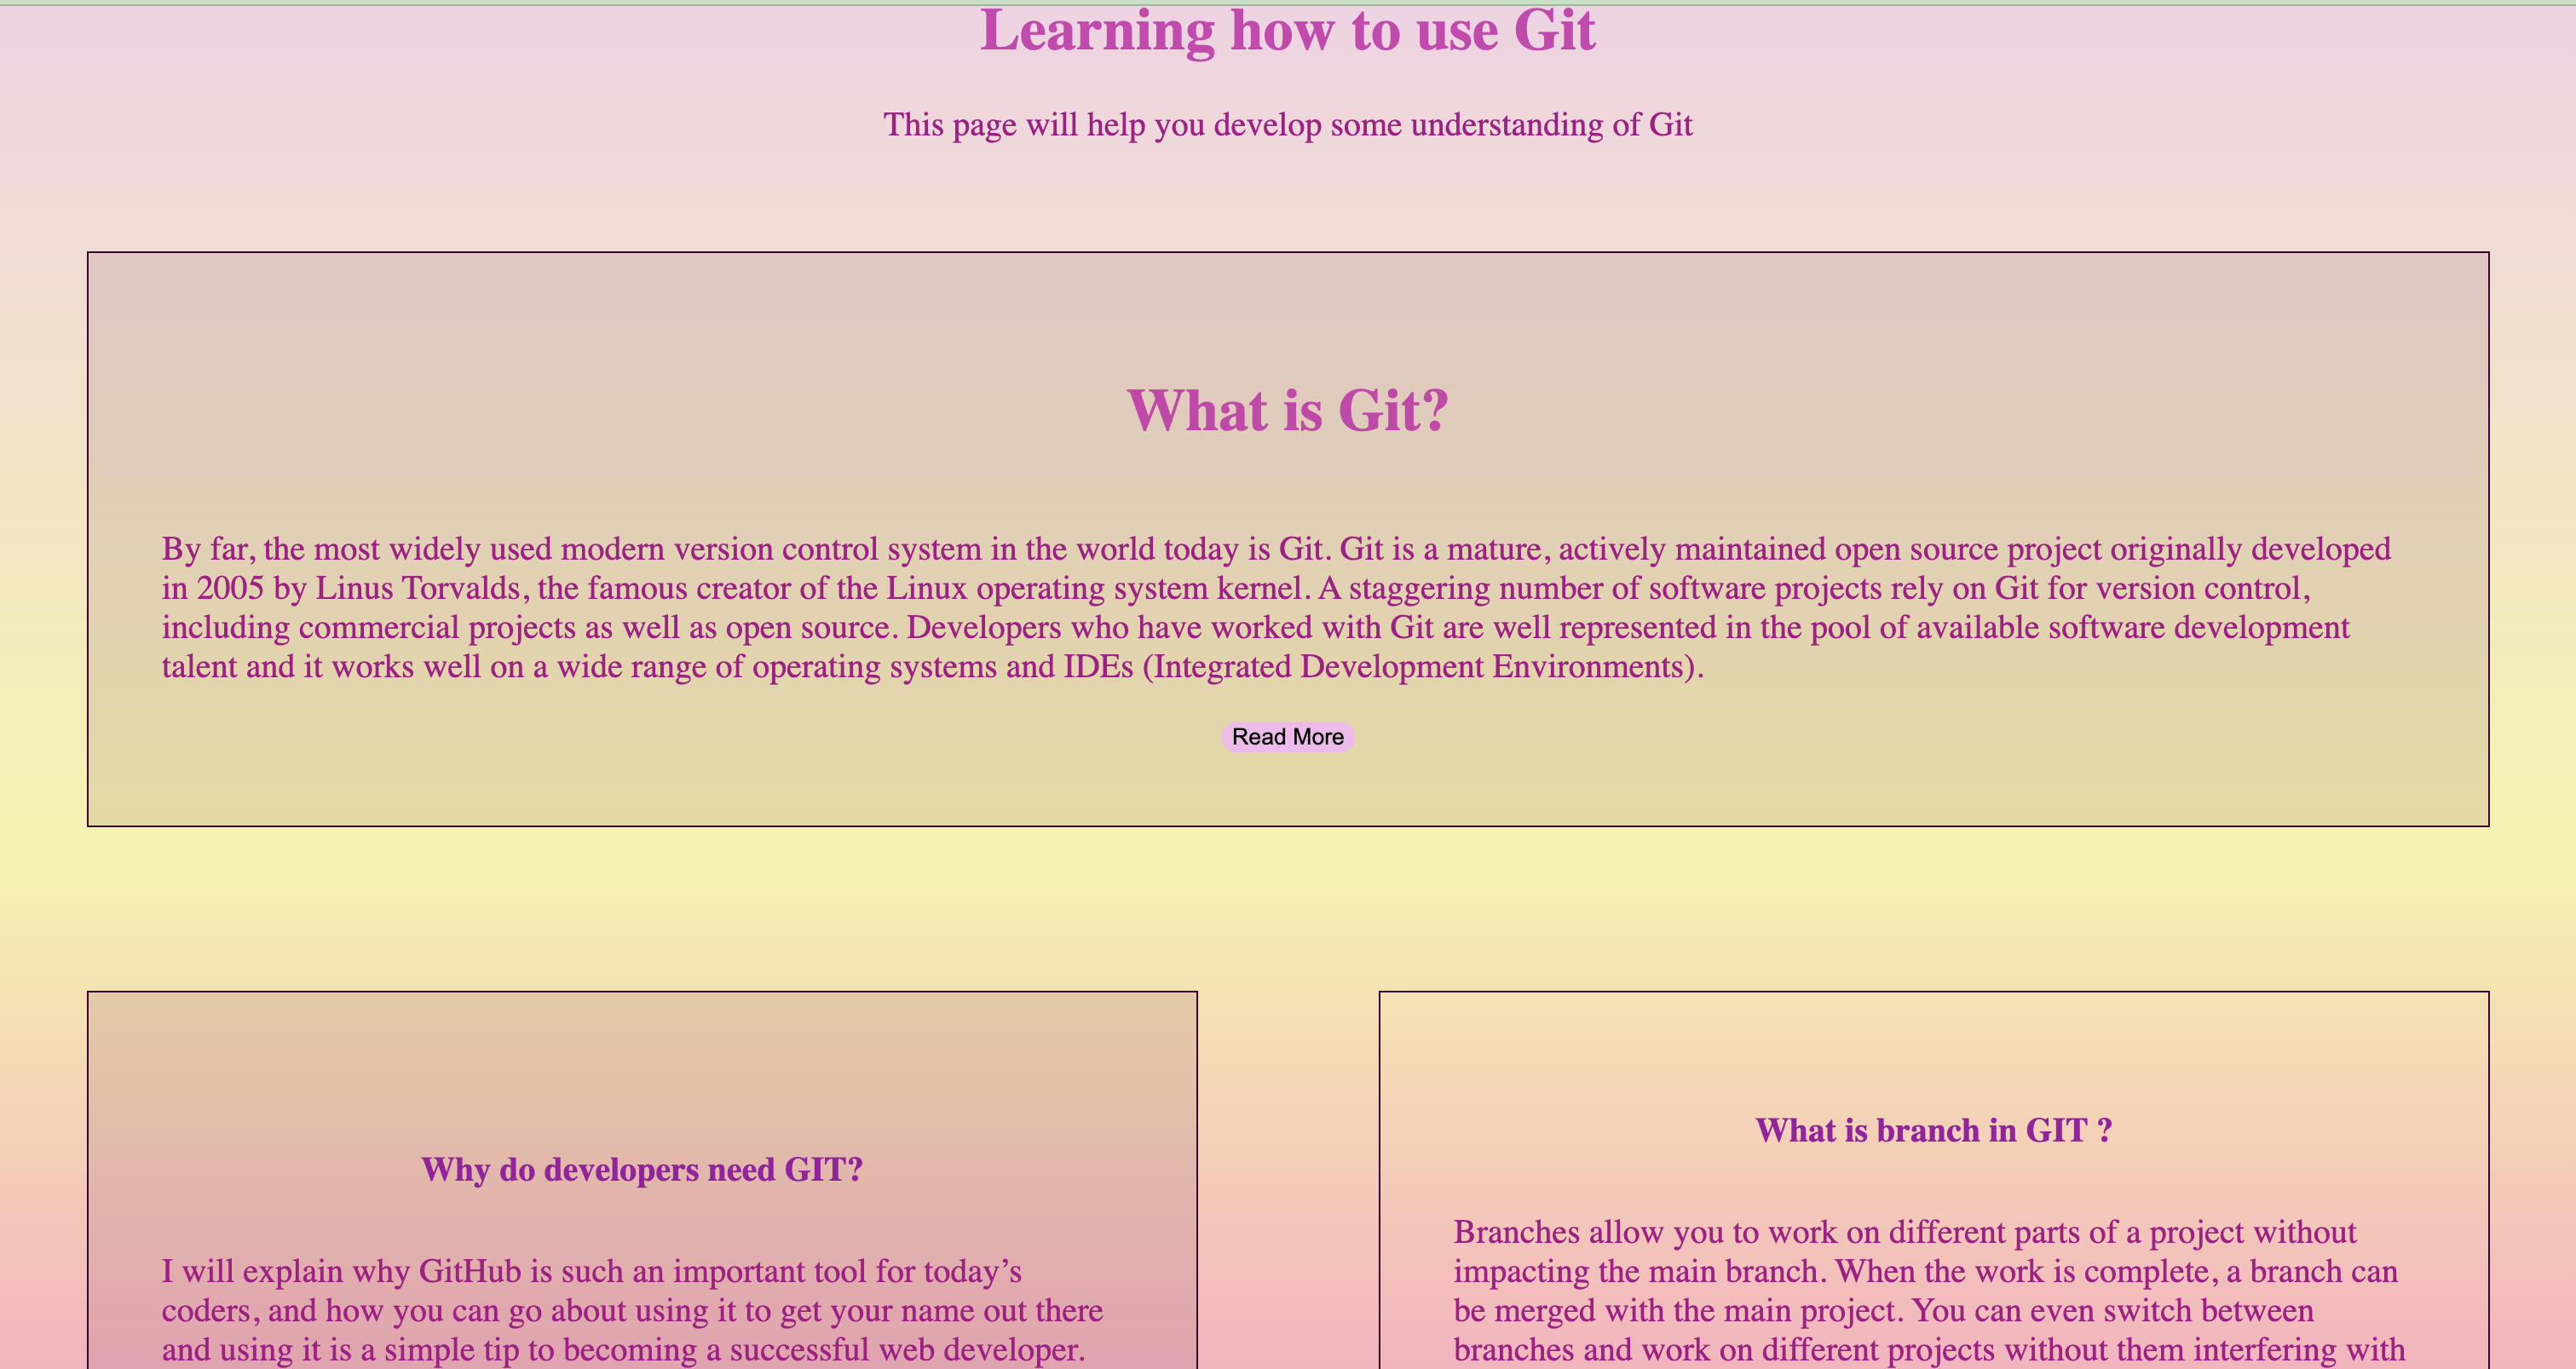 Learning how to use Git
This page will help you develop some understanding of Git
What is Git?
By far, the most widely used modern version control system in the world today is Git. Git is a mature, actively maintained open source project originally developed
in 2005 by Linus Torvalds, the famous creator of the Linux operating system kernel. A staggering number of software projects rely on Git for version control,
including commercial projects as well as open source. Developers who have worked with Git are well represented in the pool of available software development
talent and it works well on a wide range of operating systems and IDEs (Integrated Development Environments).
Read More
Why do developers need GIT?
I will explain why GitHub is such an important tool for today’s
coders, and how you can go about using it to get your name out there
and using it is a simple tip to becoming a successful web developer.
What is branch in GIT ?
Branches allow you to work on different parts of a project without
impacting the main branch. When the work is complete, a branch can
be merged with the main project. You can even switch between
branches and work on different projects without them interfering with